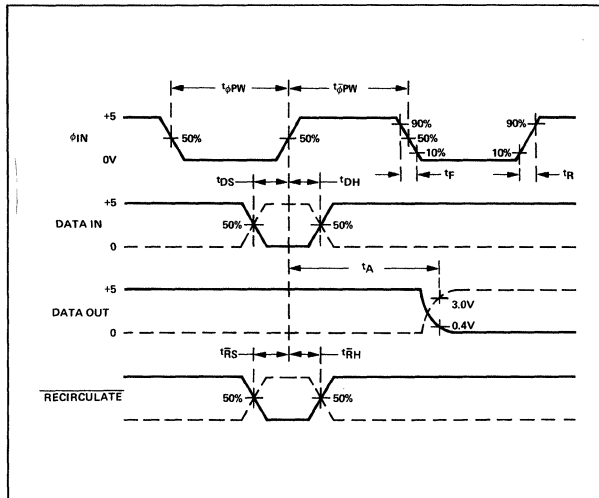 tφPW tφ̅PW
+5 90% 90%
φIN 50% 50% 50%
0V 10% 10%
tDS tDH tF tR
+5
DATA IN 50% 50%
0
tA
+5
DATA OUT 3.0V
0 0.4V
tR̅S tR̅H
RECIRCULATE 50% 50%